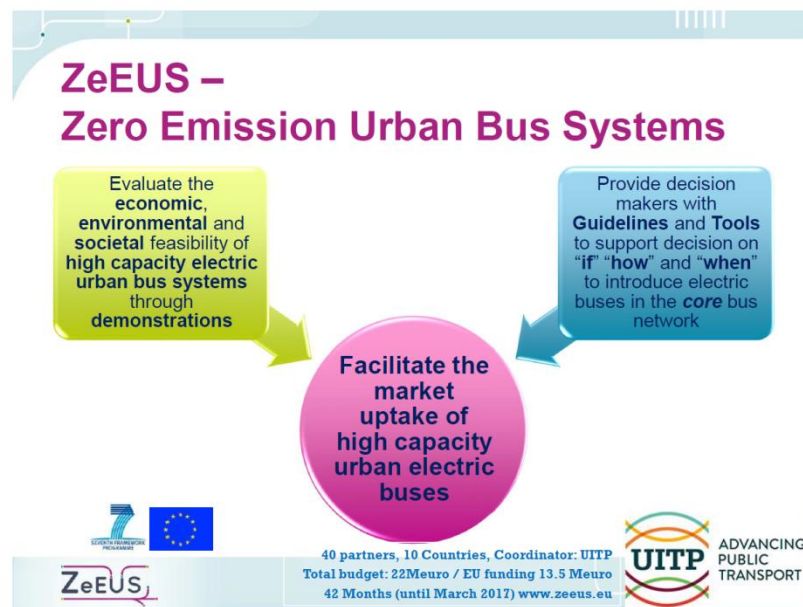 ZeEUS –
Zero Emission Urban Bus Systems
Evaluate the
economic,
environmental and
societal feasibility of
high capacity electric
urban bus systems
through
demonstrations
Provide decision
makers with
Guidelines and Tools
to support decision on
“if” “how” and “when”
to introduce electric
buses in the core bus
network
Facilitate the
market
uptake of
high capacity
urban electric
buses
SEVENTH FRAMEWORK
PROGRAMME
40 partners, 10 Countries, Coordinator: UITP
Total budget: 22Meuro / EU funding 13.5 Meuro
42 Months (until March 2017) www.zeeus.eu
ZeEUS
UITP
ADVANCING
PUBLIC
TRANSPORT